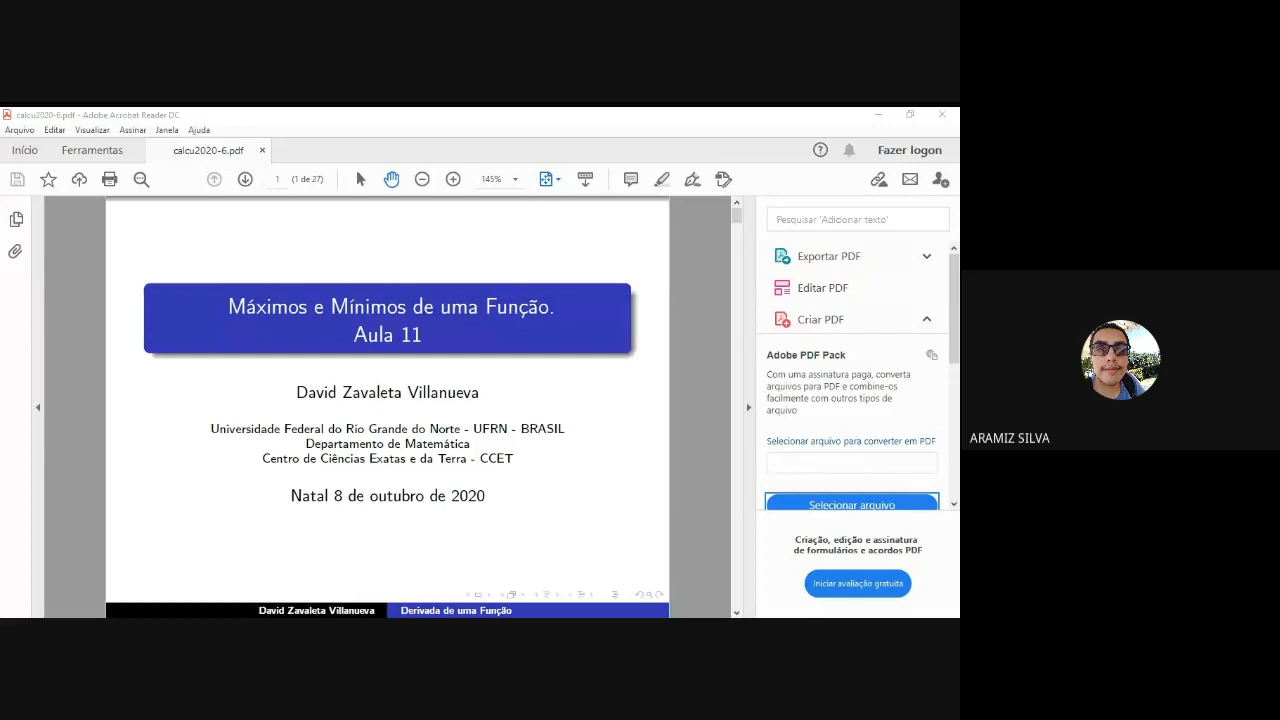 calcu2020-6.pdf - Adobe Acrobat Reader DC
Arquivo Editar Visualizar Assinar Janela Ajuda
Início Ferramentas calcu2020-6.pdf × Fazer logon
1 (1 de 27) 145%
Pesquisar 'Adicionar texto'
Exportar PDF
Editar PDF
Criar PDF
Adobe PDF Pack
Com uma assinatura paga, converta
arquivos para PDF e combine-os
facilmente com outros tipos de
arquivo
Selecionar arquivo para converter em PDF
Selecionar arquivo
Criação, edição e assinatura
de formulários e acordos PDF
Iniciar avaliação gratuita
Máximos e Mínimos de uma Função.
Aula 11
David Zavaleta Villanueva
Universidade Federal do Rio Grande do Norte - UFRN - BRASIL
Departamento de Matemática
Centro de Ciências Exatas e da Terra - CCET
Natal 8 de outubro de 2020
David Zavaleta Villanueva Derivada de uma Função
ARAMIZ SILVA